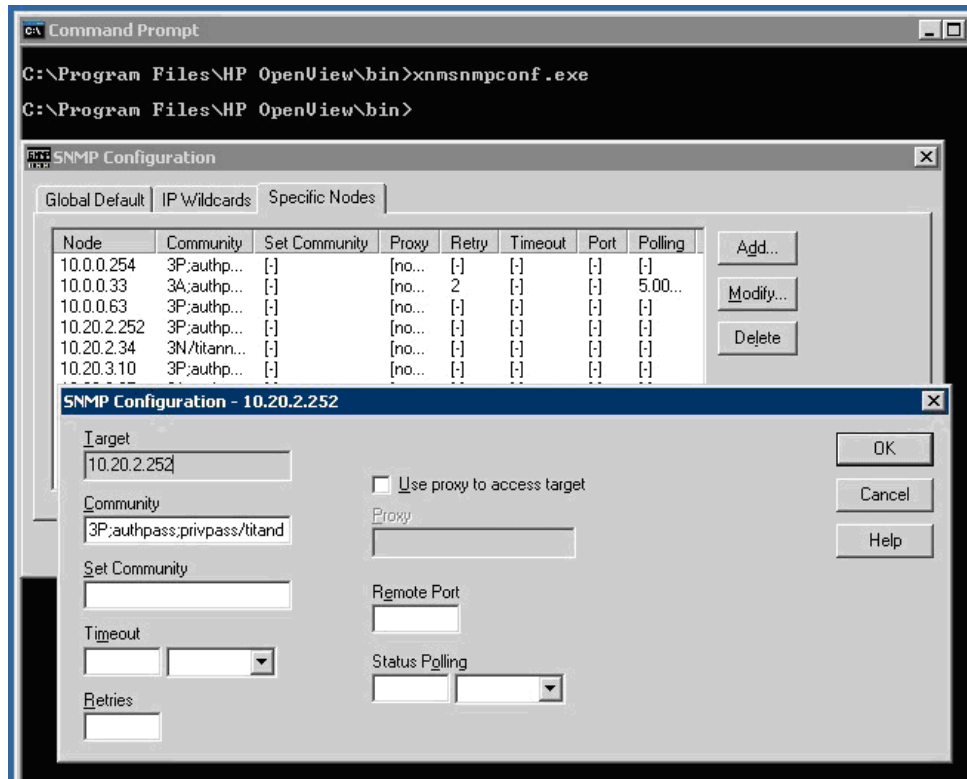 Command Prompt
C:\Program Files\HP OpenView\bin>xnmsnmpconf.exe
C:\Program Files\HP OpenView\bin>
SNMP Configuration
Global Default IP Wildcards Specific Nodes
Node Community Set Community Proxy Retry Timeout Port Polling
10.0.0.254 3P;authp... [-] [no... [-] [-] [-] [-]
10.0.0.33 3A;authp... [-] [no... 2 [-] [-] 5.00...
10.0.0.63 3P;authp... [-] [no... [-] [-] [-] [-]
10.20.2.252 3P;authp... [-] [no... [-] [-] [-] [-]
10.20.2.34 3N/titann... [-] [no... [-] [-] [-] [-]
10.20.3.10 3P;authp... [-] [no... [-] [-] [-] [-]
Add...
Modify...
Delete
SNMP Configuration - 10.20.2.252
Target
10.20.2.252
Community
3P;authpass;privpass/titand
Set Community
Timeout
Retries
Use proxy to access target
Proxy
Remote Port
Status Polling
OK
Cancel
Help